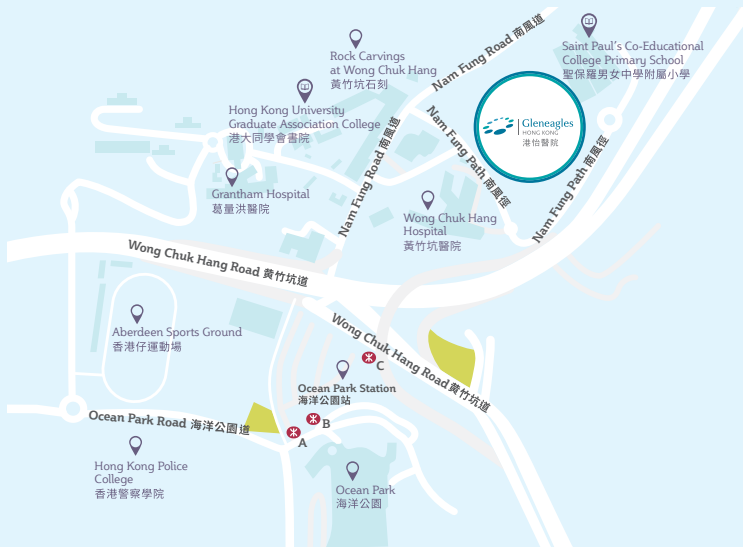 Nam Fung Road 南風道
Saint Paul's Co-Educational
College Primary School
聖保羅男女中學附屬小學
Rock Carvings
at Wong Chuk Hang
黃竹坑石刻
Hong Kong University
Graduate Association College
港大同學會書院
Nam Fung Road 南風道
Nam Fung Path 南風徑
Gleneagles
HONG KONG
港怡醫院
Nam Fung Path 南風徑
Grantham Hospital
葛量洪醫院
Wong Chuk Hang
Hospital
黃竹坑醫院
Wong Chuk Hang Road 黃竹坑道
Aberdeen Sports Ground
香港仔運動場
Wong Chuk Hang Road 黃竹坑道
C
Ocean Park Station
海洋公園站
B
A
Ocean Park Road 海洋公園道
Hong Kong Police
College
香港警察學院
Ocean Park
海洋公園